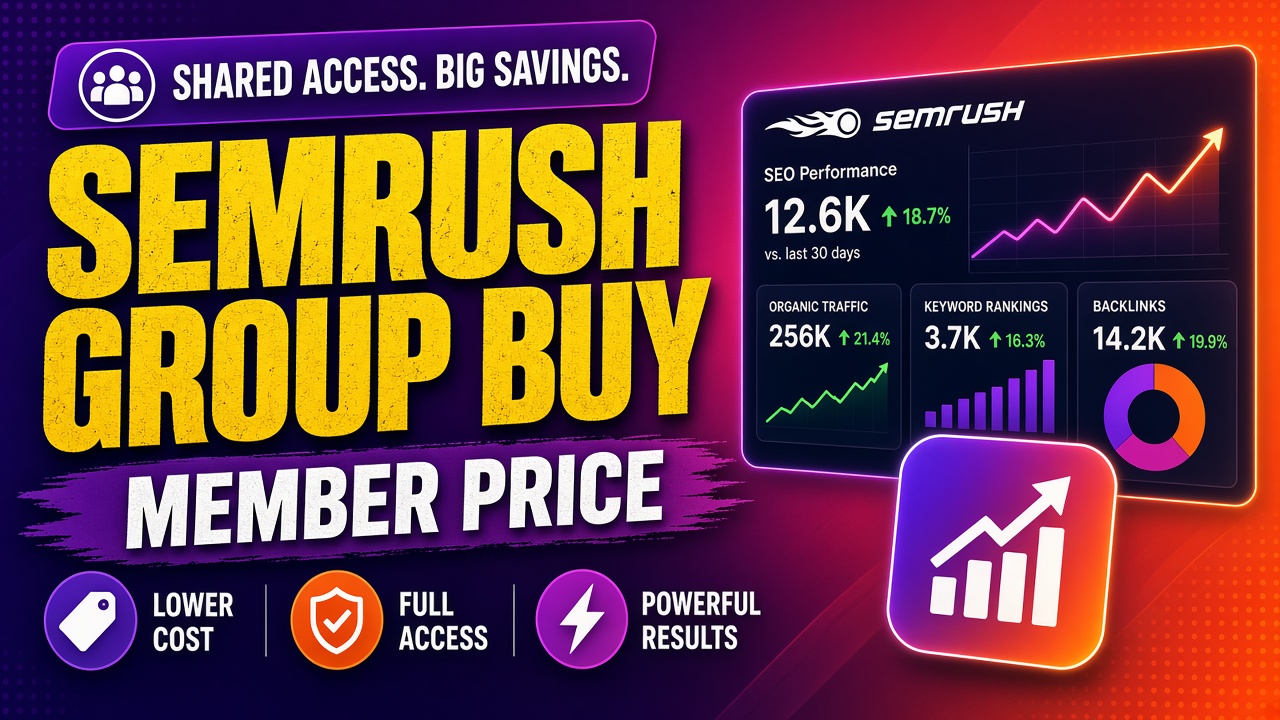 SHARED ACCESS. BIG SAVINGS.
SEMRUSH
GROUP BUY
MEMBER PRICE
LOWER
COST
FULL
ACCESS
POWERFUL
RESULTS
semrush
SEO Performance
12.6K 18.7%
vs. last 30 days
ORGANIC TRAFFIC
256K 21.4%
KEYWORD RANKINGS
3.7K 16.3%
BACKLINKS
14.2K 19.9%